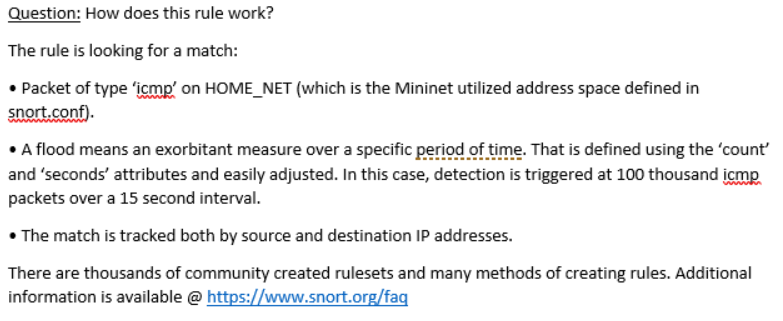 Question: How does this rule work?
The rule is looking for a match:
• Packet of type ‘icmp’ on HOME_NET (which is the Mininet utilized address space defined in
snort.conf).
• A flood means an exorbitant measure over a specific period of time. That is defined using the ‘count’
and ‘seconds’ attributes and easily adjusted. In this case, detection is triggered at 100 thousand icmp
packets over a 15 second interval.
• The match is tracked both by source and destination IP addresses.
There are thousands of community created rulesets and many methods of creating rules. Additional
information is available @ https://www.snort.org/faq